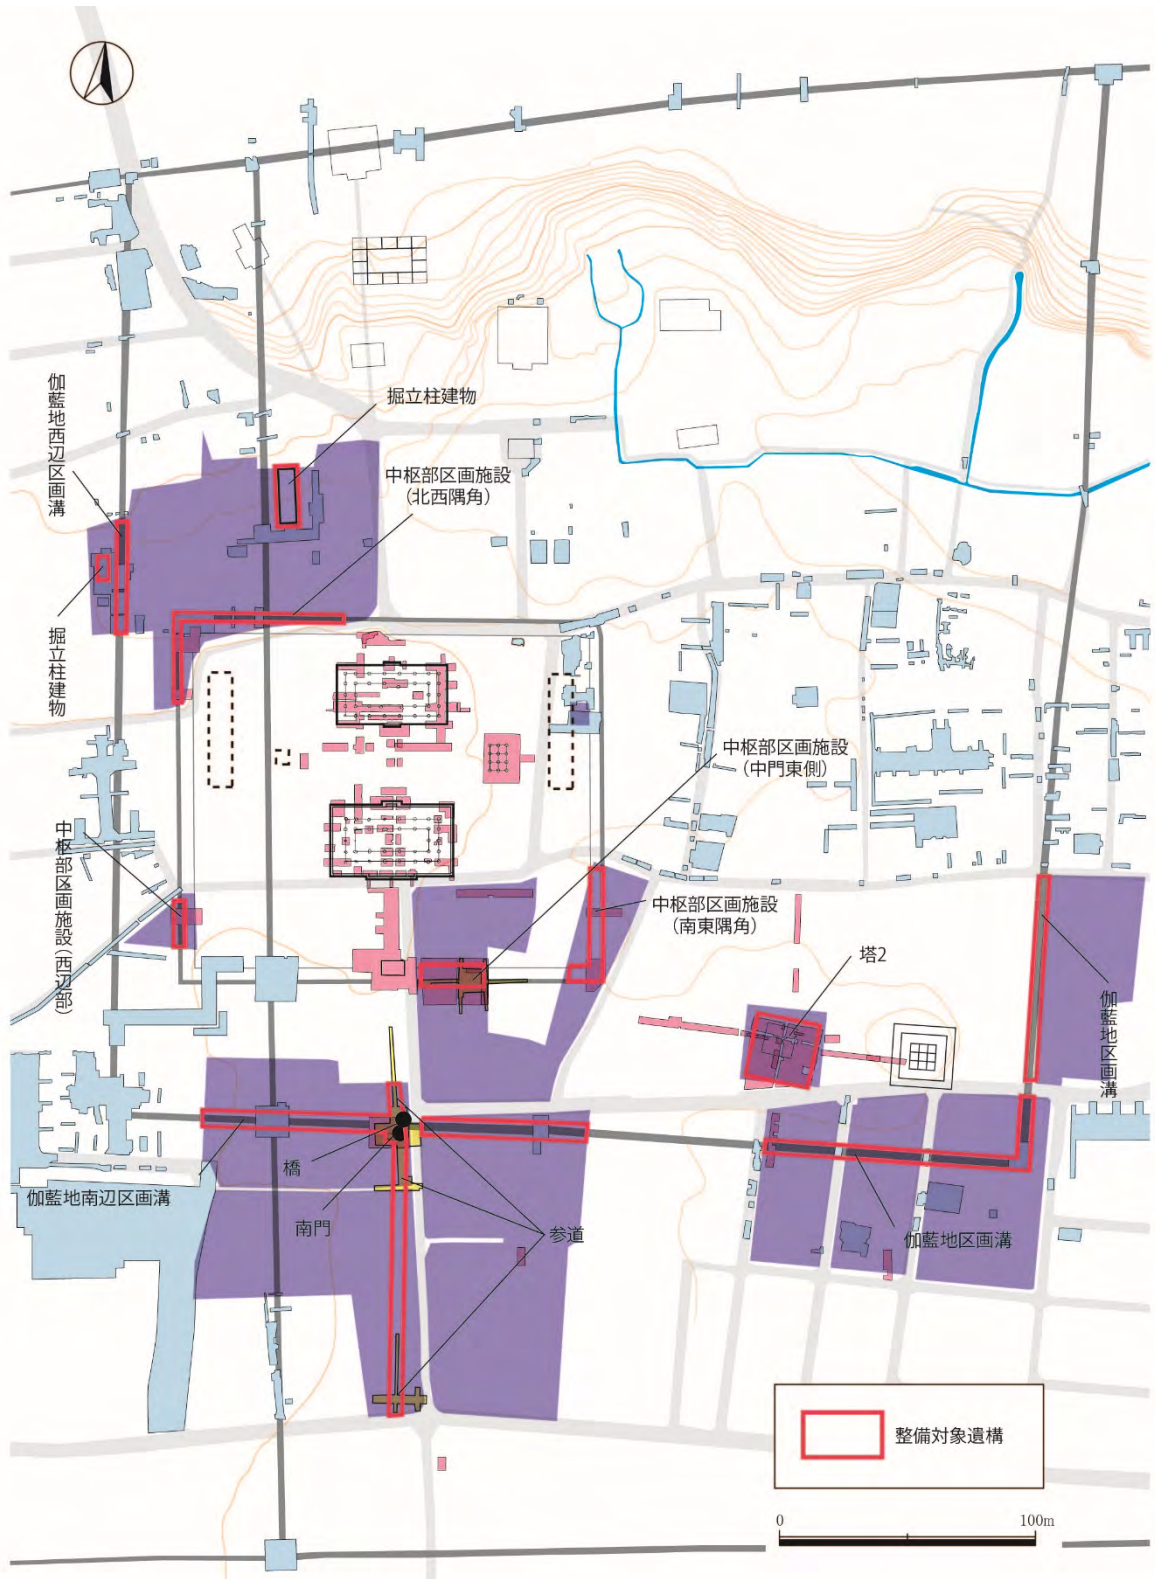 掘立柱建物
伽藍地西辺区画溝
中枢部区画施設
（北西隅角）
掘立柱建物
中枢部区画施設
（中門東側）
中枢部区画施設（西辺部）
中枢部区画施設
（南東隅角）
塔2
伽藍地区画溝
橋
伽藍地南辺区画溝
南門
参道
伽藍地区画溝
整備対象遺構
0
100m